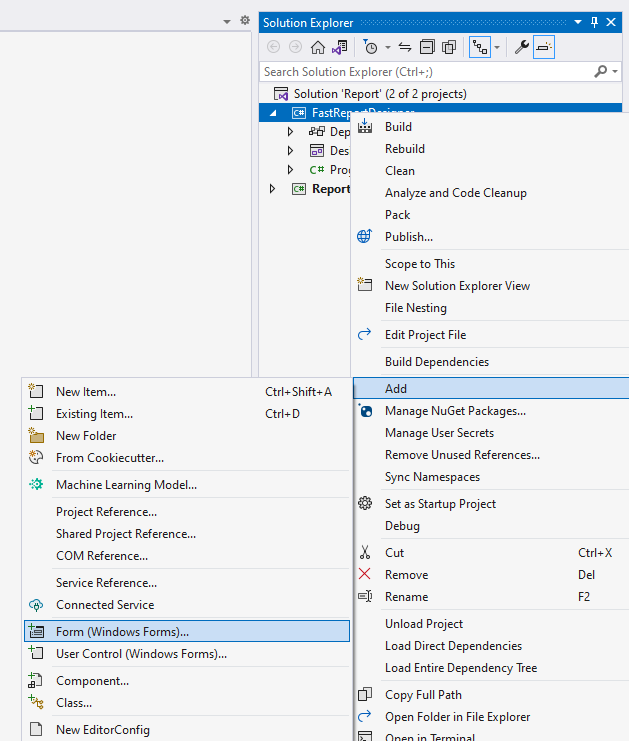 Solution Explorer
Search Solution Explorer (Ctrl+;)
Solution 'Report' (2 of 2 projects)
C# FastReportDesigner
Dep
Des
C# Pro
C# Report
Build
Rebuild
Clean
Analyze and Code Cleanup
Pack
Publish...
Scope to This
New Solution Explorer View
File Nesting
Edit Project File
Build Dependencies
Add
Manage NuGet Packages...
Manage User Secrets
Remove Unused References...
Sync Namespaces
Set as Startup Project
Debug
Cut Ctrl+X
Remove Del
Rename F2
Unload Project
Load Direct Dependencies
Load Entire Dependency Tree
Copy Full Path
Open Folder in File Explorer
Open in Terminal
New Item... Ctrl+Shift+A
Existing Item... Ctrl+D
New Folder
From Cookiecutter...
Machine Learning Model...
Project Reference...
Shared Project Reference...
COM Reference...
Service Reference...
Connected Service
Form (Windows Forms)...
User Control (Windows Forms)...
Component...
Class...
New EditorConfig